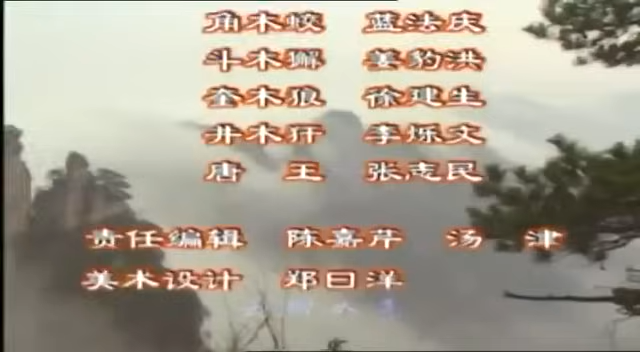 角木蛟 蓝法庆
斗木獬 姜豹洪
奎木狼 徐建生
井木犴 李烁文
唐 王 张志民
责任编辑 陈嘉芹 汤 津
美术设计 郑日洋